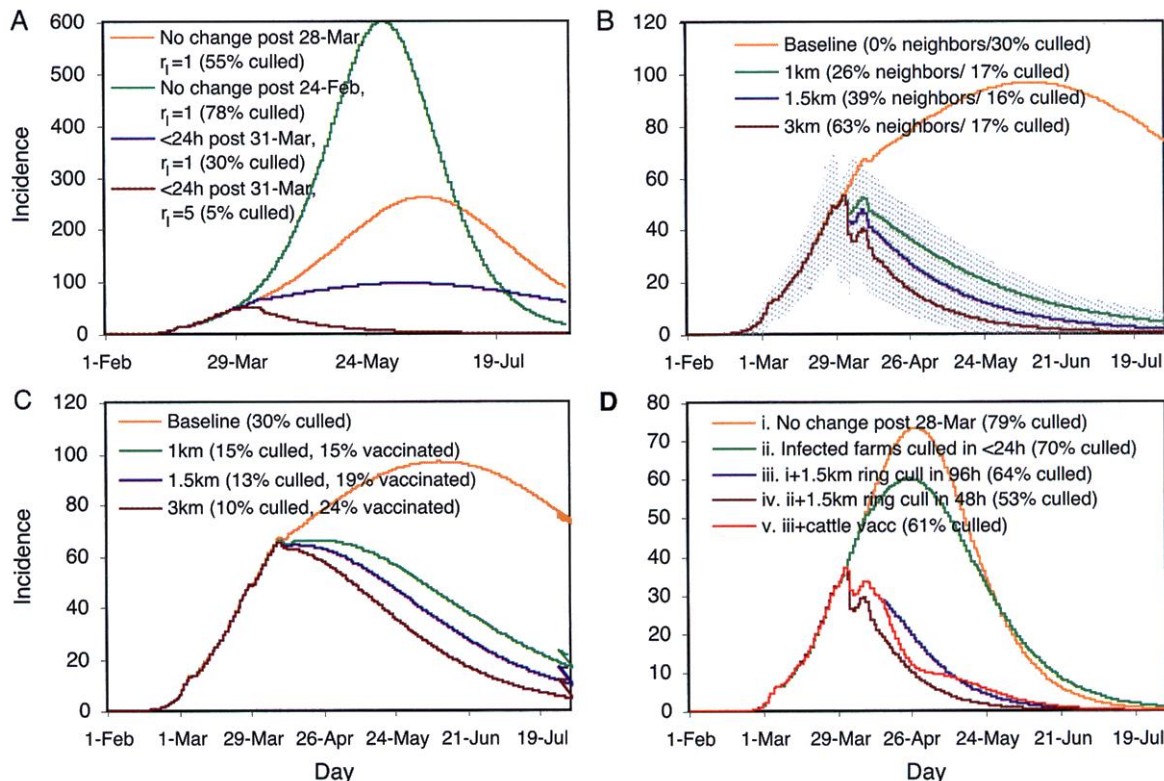 A
600
500
400
300
200
100
0
Incidence
No change post 28-Mar,
r_I=1 (55% culled)
No change post 24-Feb,
r_I=1 (78% culled)
<24h post 31-Mar,
r_I=1 (30% culled)
<24h post 31-Mar,
r_I=5 (5% culled)
1-Feb 29-Mar 24-May 19-Jul
B
120
100
80
60
40
20
0
Baseline (0% neighbors/30% culled)
1km (26% neighbors/ 17% culled)
1.5km (39% neighbors/ 16% culled)
3km (63% neighbors/ 17% culled)
1-Feb 1-Mar 29-Mar 26-Apr 24-May 21-Jun 19-Jul
C
120
100
80
60
40
20
0
Incidence
Baseline (30% culled)
1km (15% culled, 15% vaccinated)
1.5km (13% culled, 19% vaccinated)
3km (10% culled, 24% vaccinated)
1-Feb 1-Mar 29-Mar 26-Apr 24-May 21-Jun 19-Jul
Day
D
80
70
60
50
40
30
20
10
0
i. No change post 28-Mar (79% culled)
ii. Infected farms culled in <24h (70% culled)
iii. i+1.5km ring cull in 96h (64% culled)
iv. ii+1.5km ring cull in 48h (53% culled)
v. iii+cattle vacc (61% culled)
1-Feb 1-Mar 29-Mar 26-Apr 24-May 21-Jun 19-Jul
Day